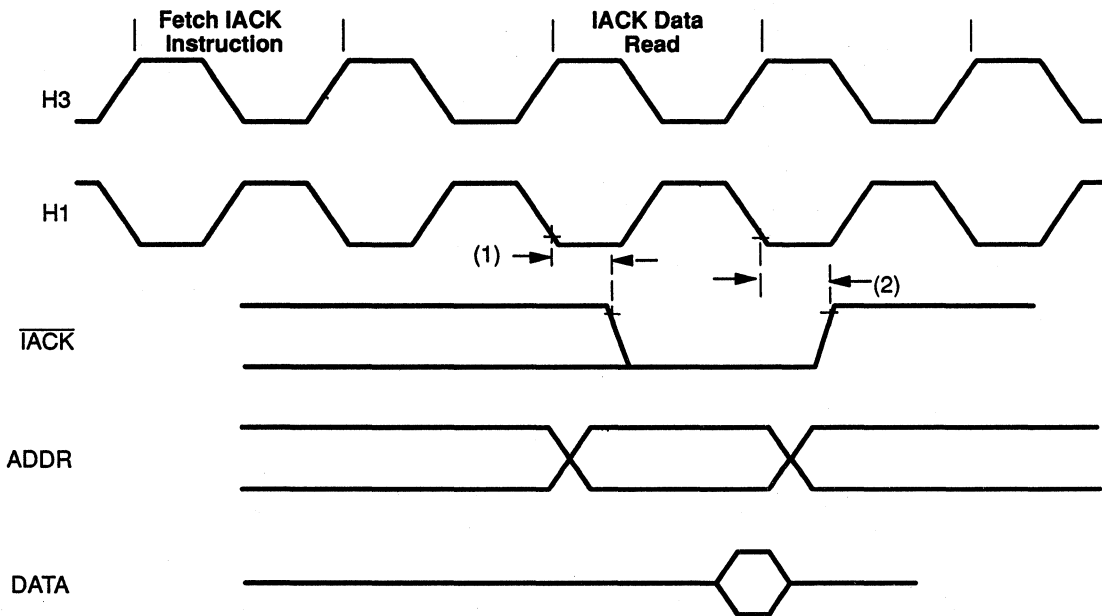 Fetch IACK
Instruction
IACK Data
Read
H3
H1
(1)
(2)
IACK
ADDR
DATA